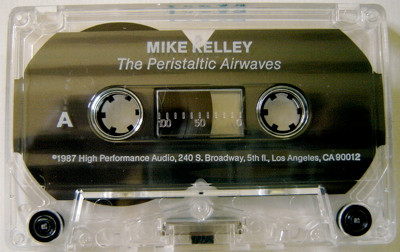 MIKE KELLEY
The Peristaltic Airwaves
A
100 50
©1987 High Performance Audio, 240 S. Broadway, 5th fl., Los Angeles, CA 90012